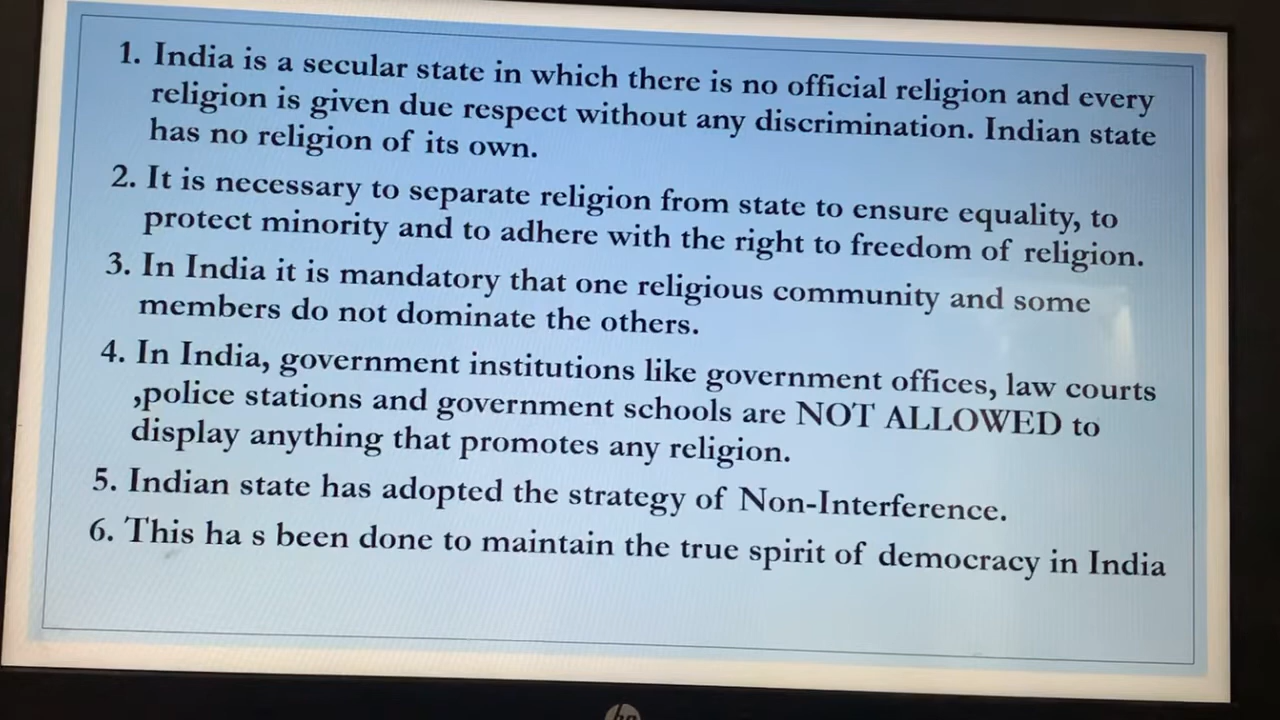 1. India is a secular state in which there is no official religion and every
religion is given due respect without any discrimination. Indian state
has no religion of its own.
2. It is necessary to separate religion from state to ensure equality, to
protect minority and to adhere with the right to freedom of religion.
3. In India it is mandatory that one religious community and some
members do not dominate the others.
4. In India, government institutions like government offices, law courts
,police stations and government schools are NOT ALLOWED to
display anything that promotes any religion.
5. Indian state has adopted the strategy of Non-Interference.
6. This ha s been done to maintain the true spirit of democracy in India
hp